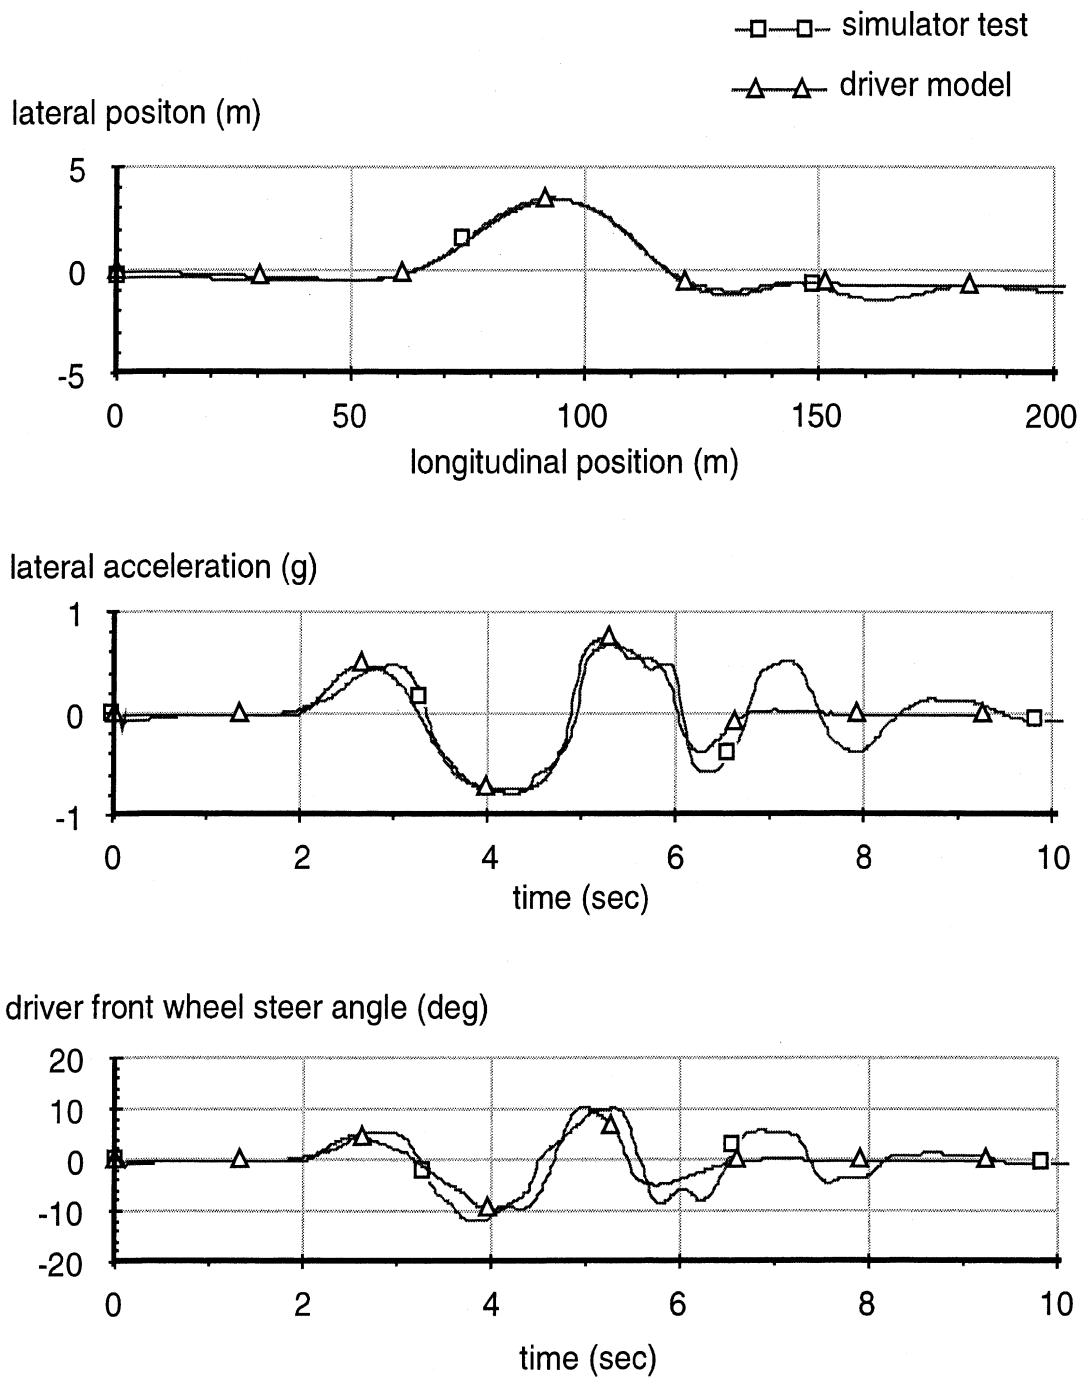 simulator test
driver model
lateral positon (m)
5
0
-5
0 50 100 150 200
longitudinal position (m)
lateral acceleration (g)
1
0
-1
0 2 4 6 8 10
time (sec)
driver front wheel steer angle (deg)
20
10
0
-10
-20
0 2 4 6 8 10
time (sec)